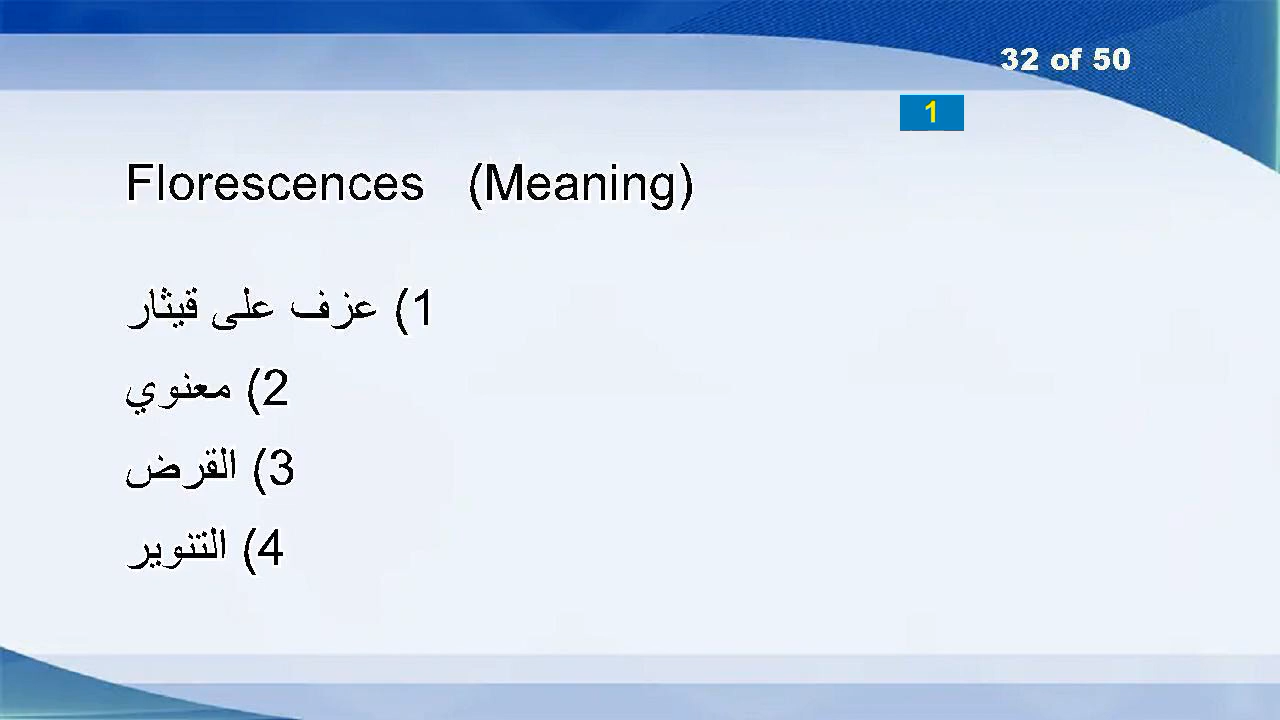 32 of 50
1
Florescences (Meaning)
1) عزف على قيثار
2) معنوي
3) القرض
4) التنوير